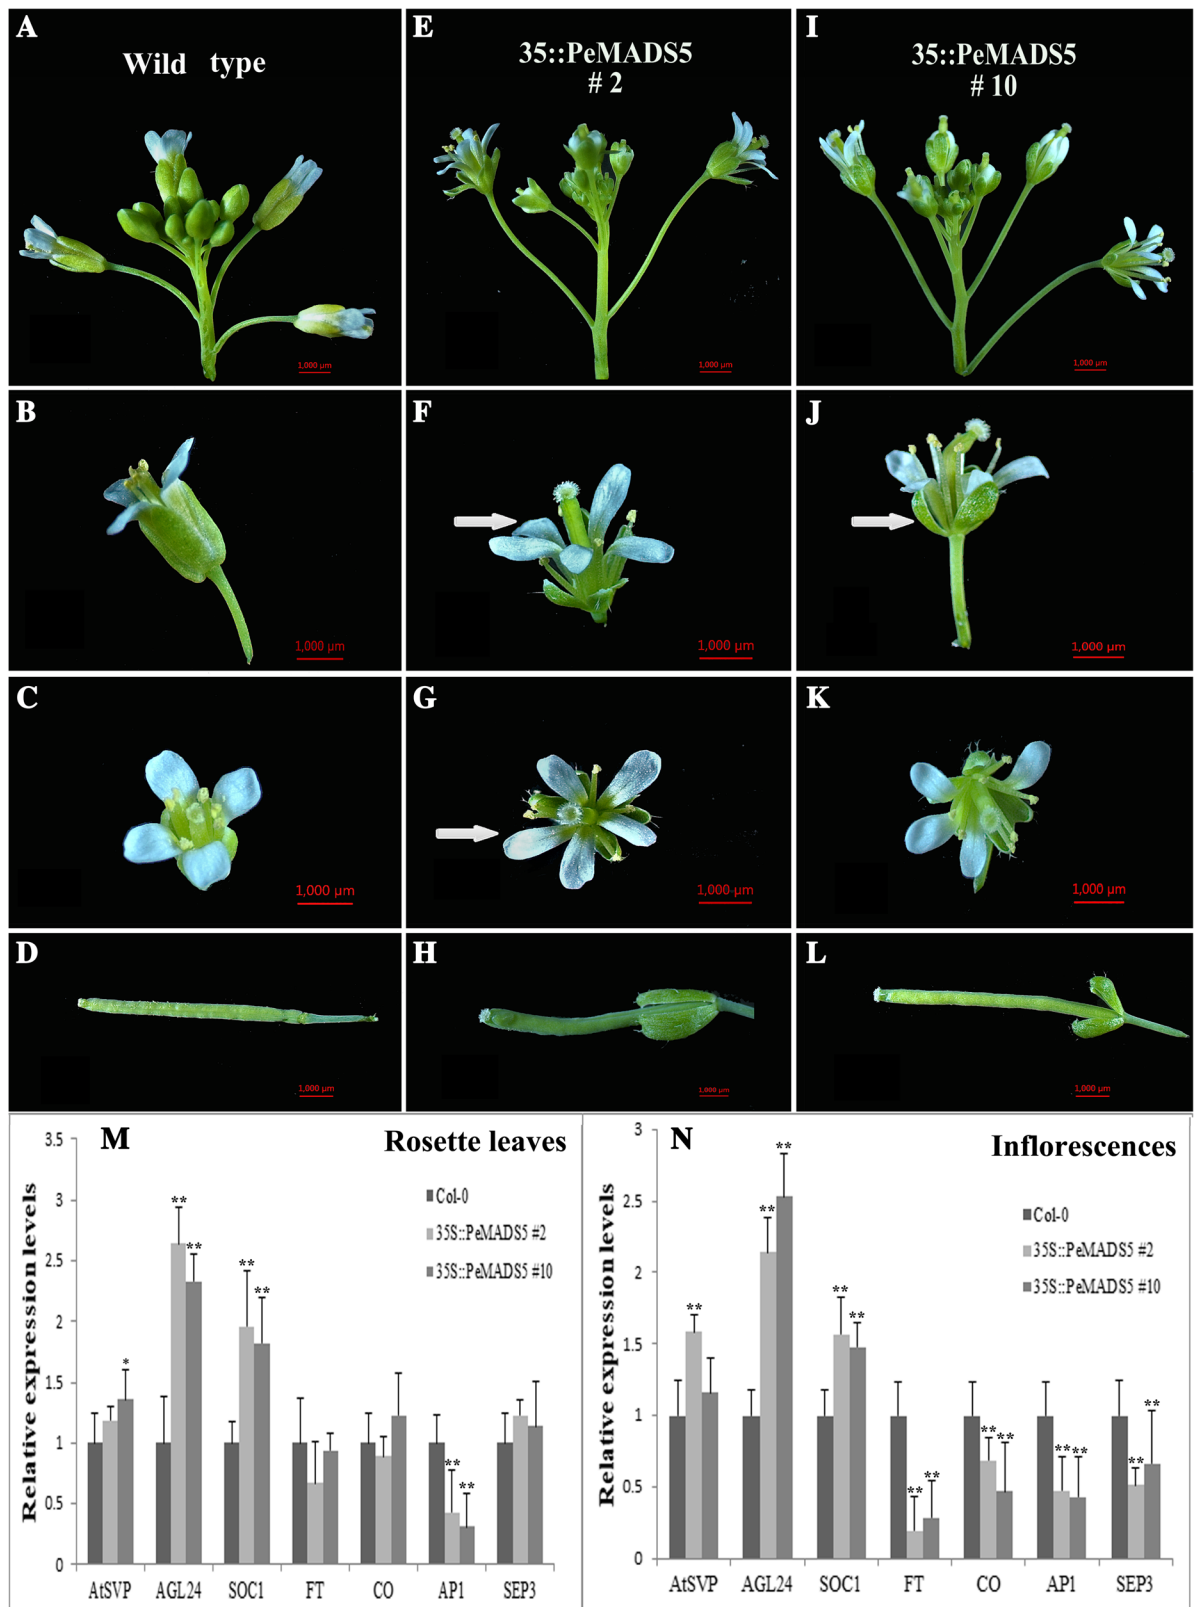 A
Wild type
1,000 µm
E
35::PeMADS5
# 2
1,000 µm
I
35::PeMADS5
# 10
1,000 µm
B
1,000 µm
F
1,000 µm
J
1,000 µm
C
1,000 µm
G
1,000 µm
K
1,000 µm
D
1,000 µm
H
1,000 µm
L
1,000 µm
M
Rosette leaves
Relative expression levels
3.5
3
2.5
2
1.5
1
0.5
0
Col-0
35S::PeMADS5 #2
35S::PeMADS5 #10
*
**
**
**
**
**
**
AtSVP AGL24 SOC1 FT CO AP1 SEP3
N
Inflorescences
Relative expression levels
3
2.5
2
1.5
1
0.5
0
Col-0
35S::PeMADS5 #2
35S::PeMADS5 #10
**
**
**
**
**
**
**
**
**
**
**
**
**
AtSVP AGL24 SOC1 FT CO AP1 SEP3